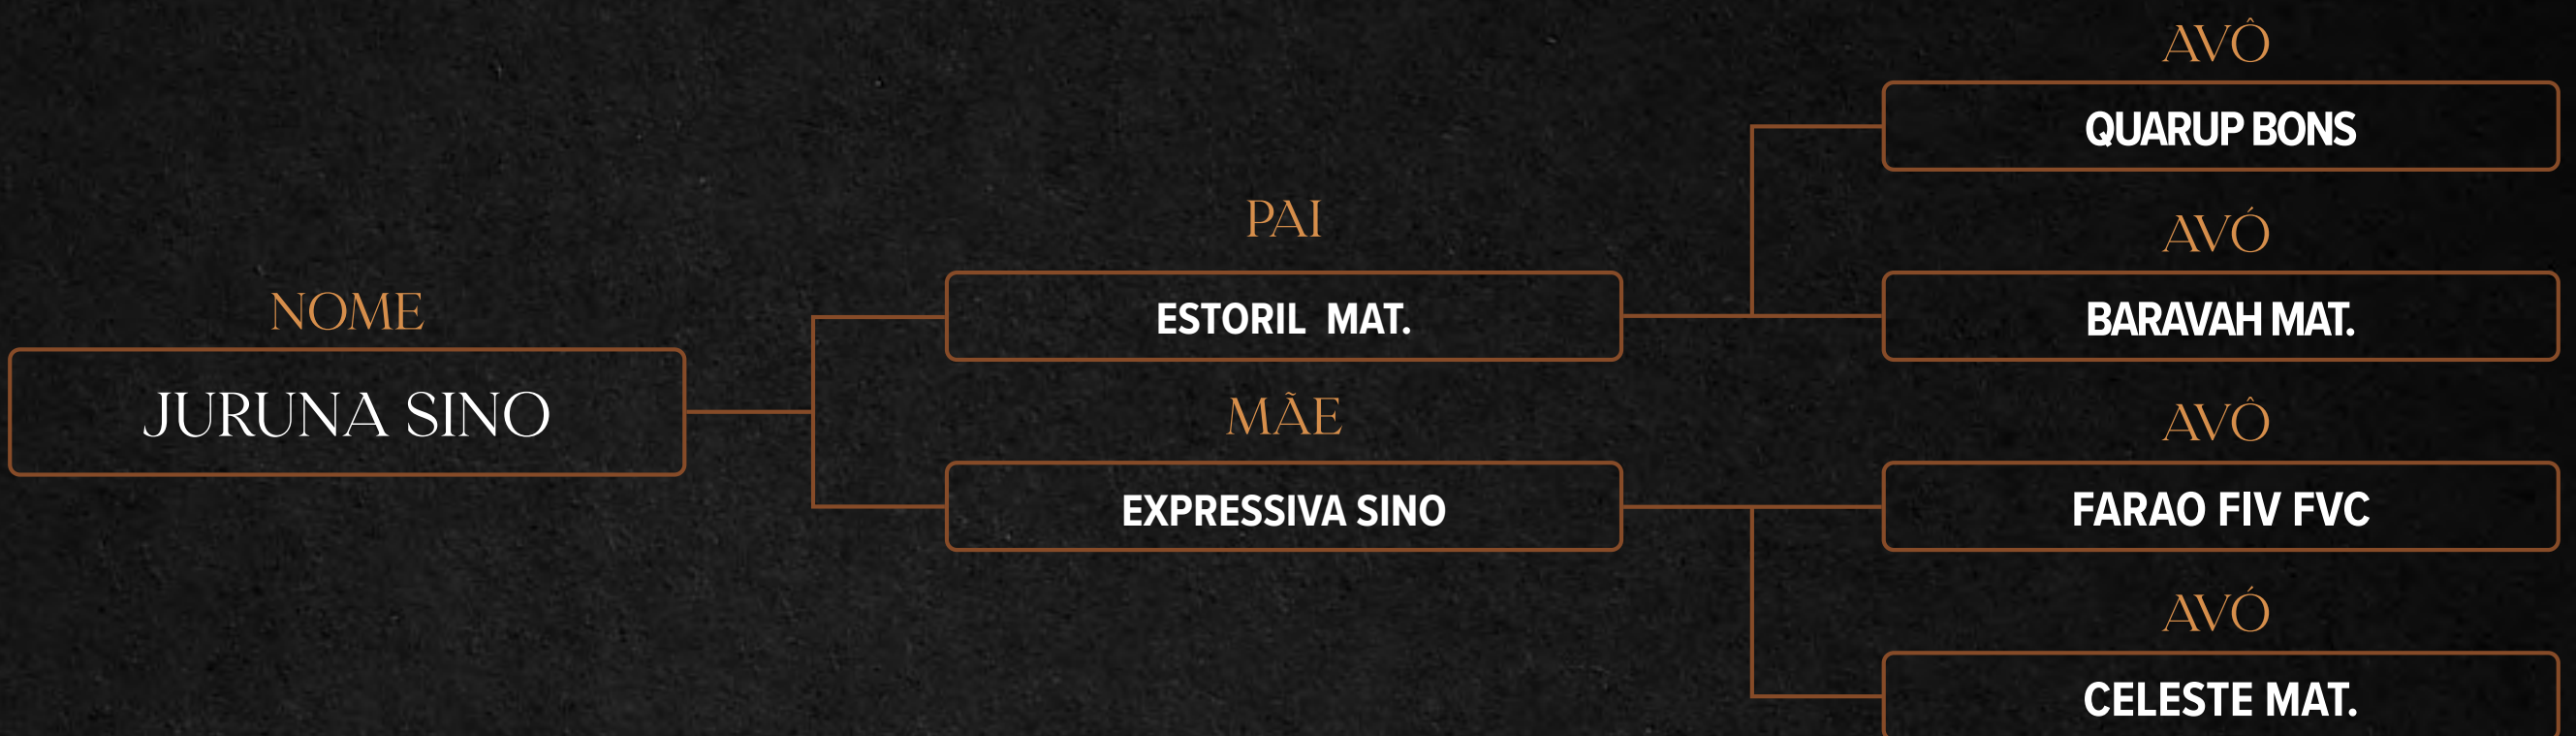 NOME
JURUNA SINO
PAI
ESTORIL MAT.
MÃE
EXPRESSIVA SINO
AVÔ
QUARUP BONS
AVÓ
BARAVAH MAT.
AVÔ
FARAO FIV FVC
AVÓ
CELESTE MAT.